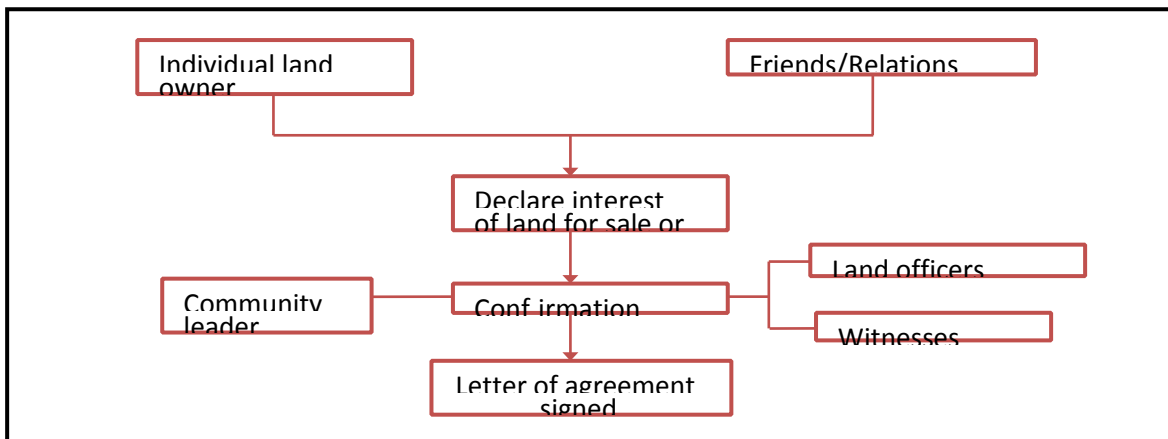 Individual land
owner
Friends/Relations
Declare interest
of land for sale or
Community
leader
Conf irmation
Land officers
Witnesses
Letter of agreement
signed